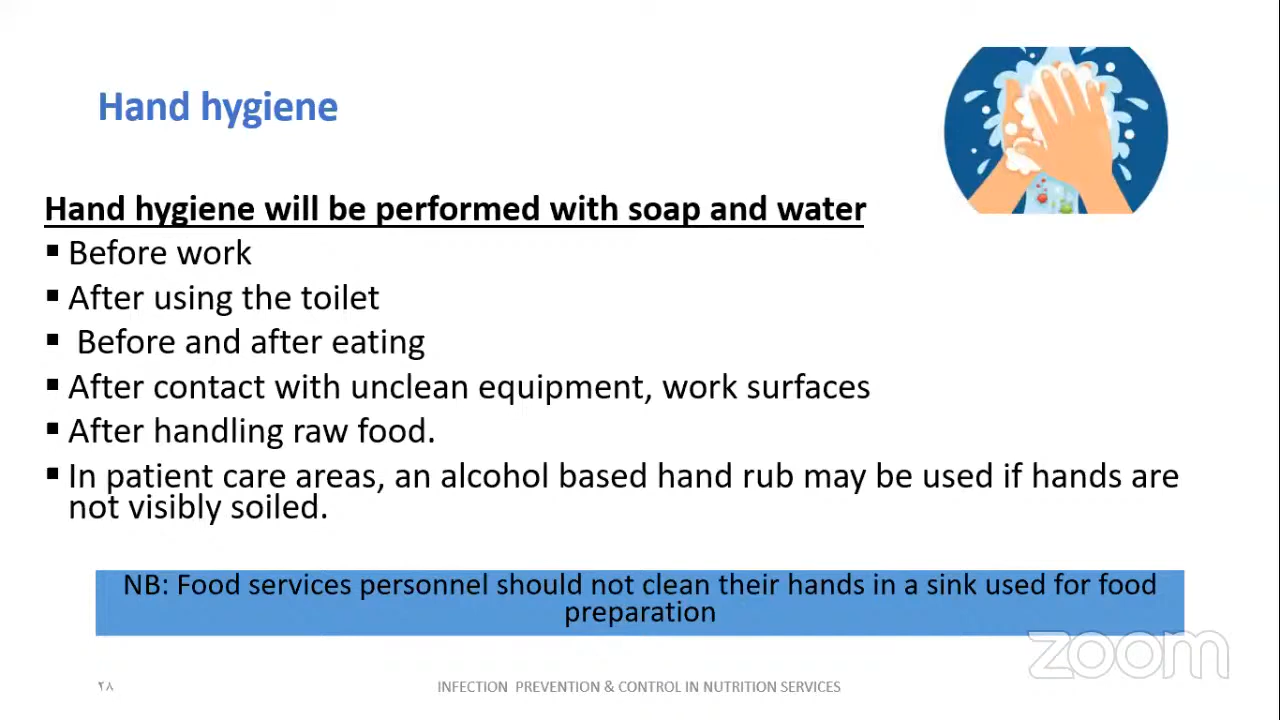 Hand hygiene
Hand hygiene will be performed with soap and water
▪ Before work
▪ After using the toilet
▪ Before and after eating
▪ After contact with unclean equipment, work surfaces
▪ After handling raw food.
▪ In patient care areas, an alcohol based hand rub may be used if hands are
not visibly soiled.
NB: Food services personnel should not clean their hands in a sink used for food
preparation
zoom
٢٨
INFECTION PREVENTION & CONTROL IN NUTRITION SERVICES